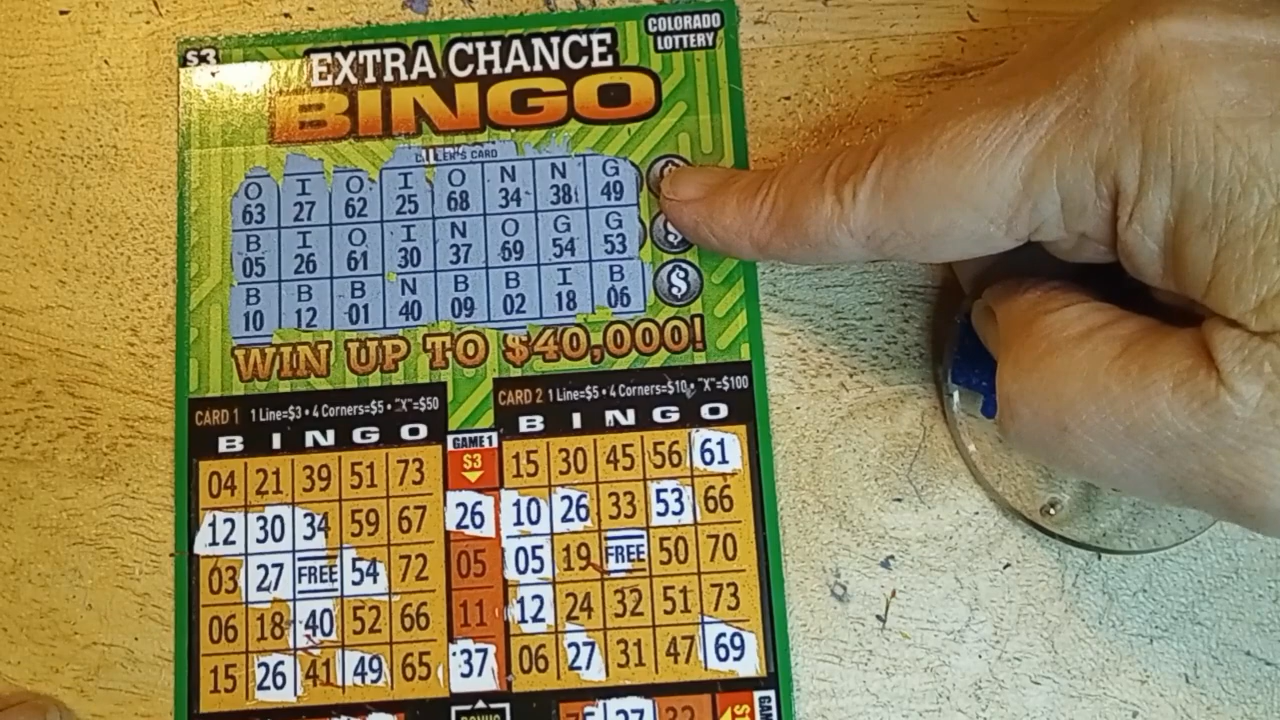 $3
COLORADO
LOTTERY
EXTRA CHANCE
BINGO
CARD
O I O I O N N G
63 27 62 25 68 34 38 49
B I O I N O G G
05 26 61 30 37 69 54 53
B B B N B B I B
10 12 01 40 09 02 18 06
$
$
WIN UP TO $40,000!
CARD 1 1 Line=$3 • 4 Corners=$5 • "X"=$50
B I N G O
04 21 39 51 73
12 30 34 59 67
03 27 FREE 54 72
06 18 40 52 66
15 26 41 49 65
GAME 1
$3
26
05
11
37
CARD 2 1 Line=$5 • 4 Corners=$10 • "X"=$100
B I N G O
15 30 45 56 61
10 26 33 53 66
05 19 FREE 50 70
12 24 32 51 73
06 27 31 47 69
BONUS
27